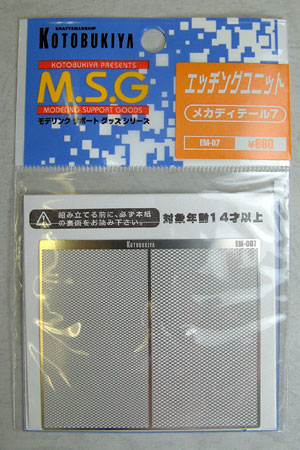 CRAFTSMANSHIP
KOTOBUKIYA
KOTOBUKIYA PRESENTS
M.S.G
MODELING SUPPORT GOODS
モデリング サポート グッズ シリーズ
エッチングユニット
メカディテール7
EM-07
¥880
組み立てる前に、必ず本紙
の裏面をお読み下さい。
対象年齢14才以上
KOTOBUKIYA
EM-007